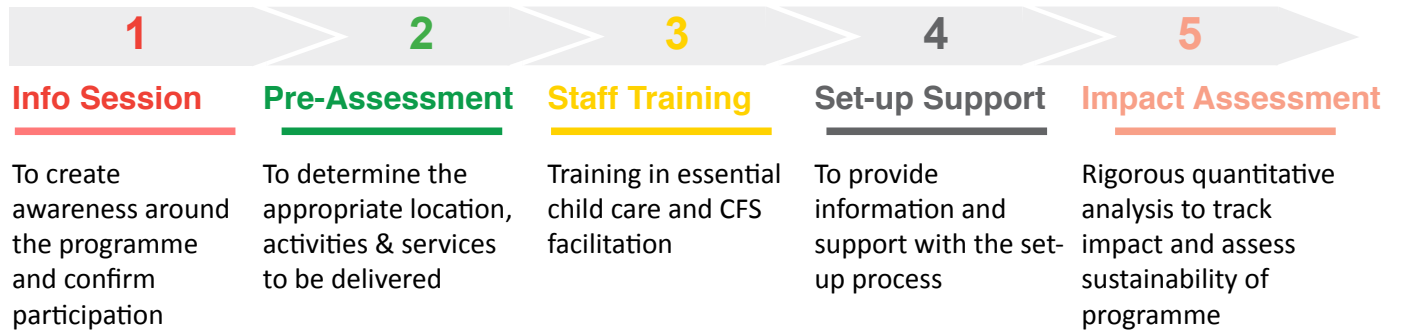 1
2
3
4
5
Info Session
Pre-Assessment
Staff Training
Set-up Support
Impact Assessment
To create
awareness around
the programme
and confirm
participation
To determine the
appropriate location,
activities & services
to be delivered
Training in essential
child care and CFS
facilitation
To provide
information and
support with the set-
up process
Rigorous quantitative
analysis to track
impact and assess
sustainability of
programme